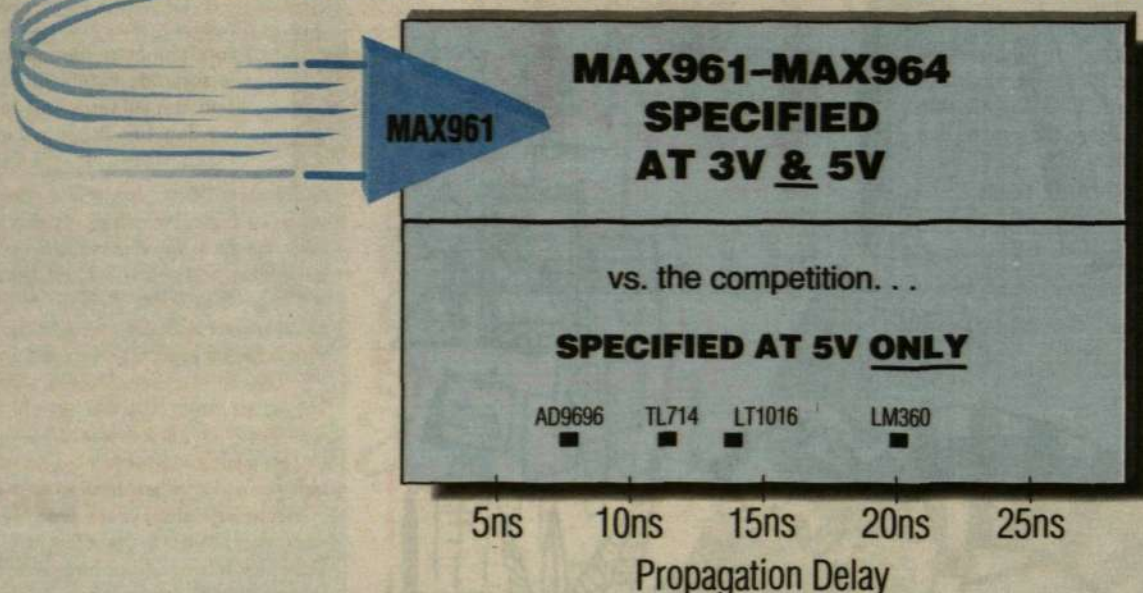 MAX961
MAX961–MAX964
SPECIFIED
AT 3V & 5V
vs. the competition. . .
SPECIFIED AT 5V ONLY
AD9696 TL714 LT1016 LM360
5ns 10ns 15ns 20ns 25ns
Propagation Delay